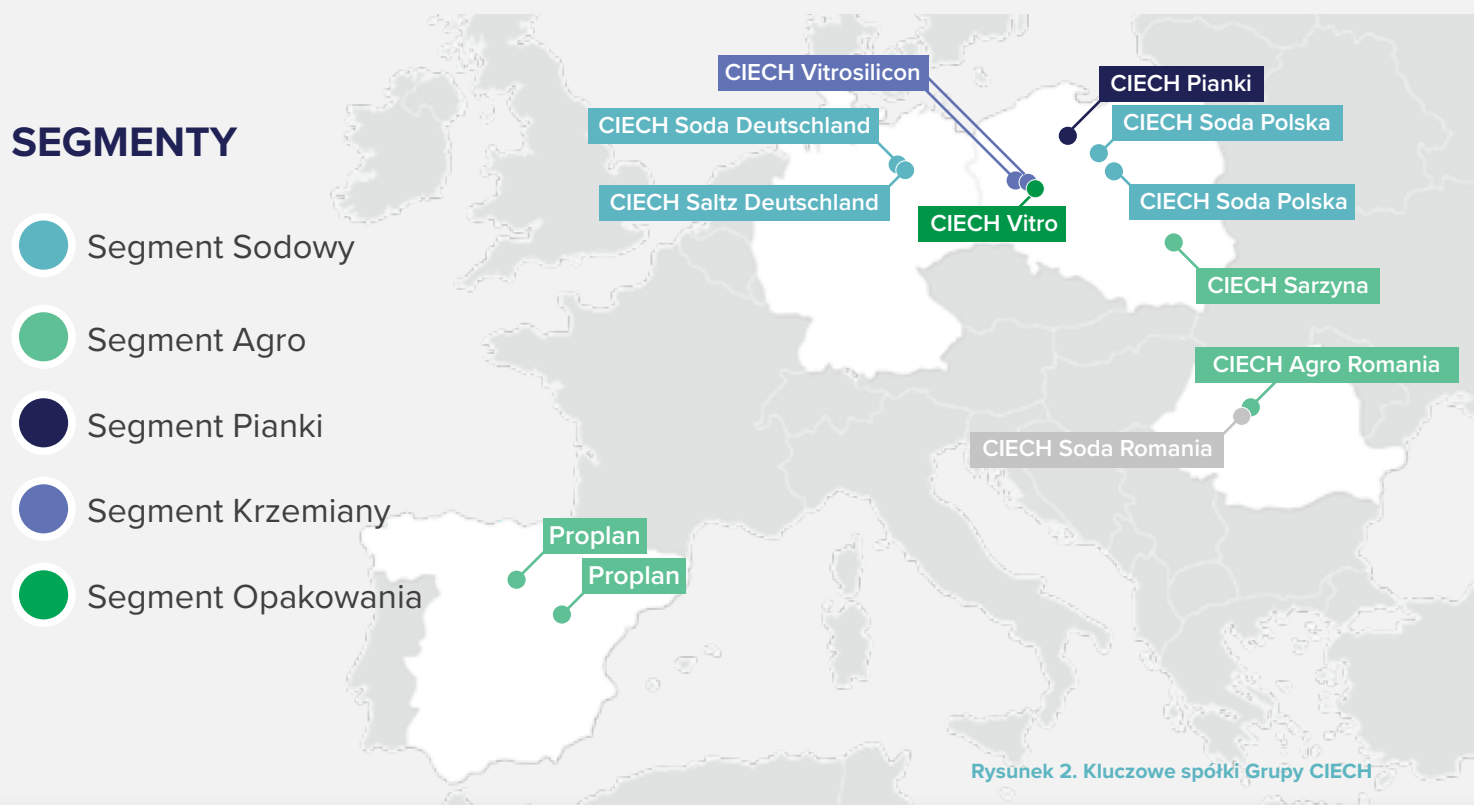 SEGMENTY
Segment Sodowy
Segment Agro
Segment Pianki
Segment Krzemiany
Segment Opakowania
CIECH Vitrosilicon
CIECH Pianki
CIECH Soda Deutschland
CIECH Soda Polska
CIECH Saltz Deutschland
CIECH Soda Polska
CIECH Vitro
CIECH Sarzyna
CIECH Agro Romania
CIECH Soda Romania
Proplan
Proplan
Rysunek 2. Kluczowe spółki Grupy CIECH